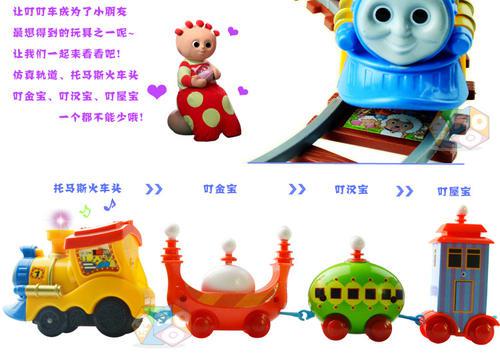 让叮叮车成为了小朋友
最想得到的玩具之一呢~
让我们一起来看看吧!
仿真轨道、托马斯火车头
叮金宝、叮汉宝、叮屋宝
一个都不能少哦!
托马斯火车头 >> 叮金宝 >> 叮汉宝 >> 叮屋宝